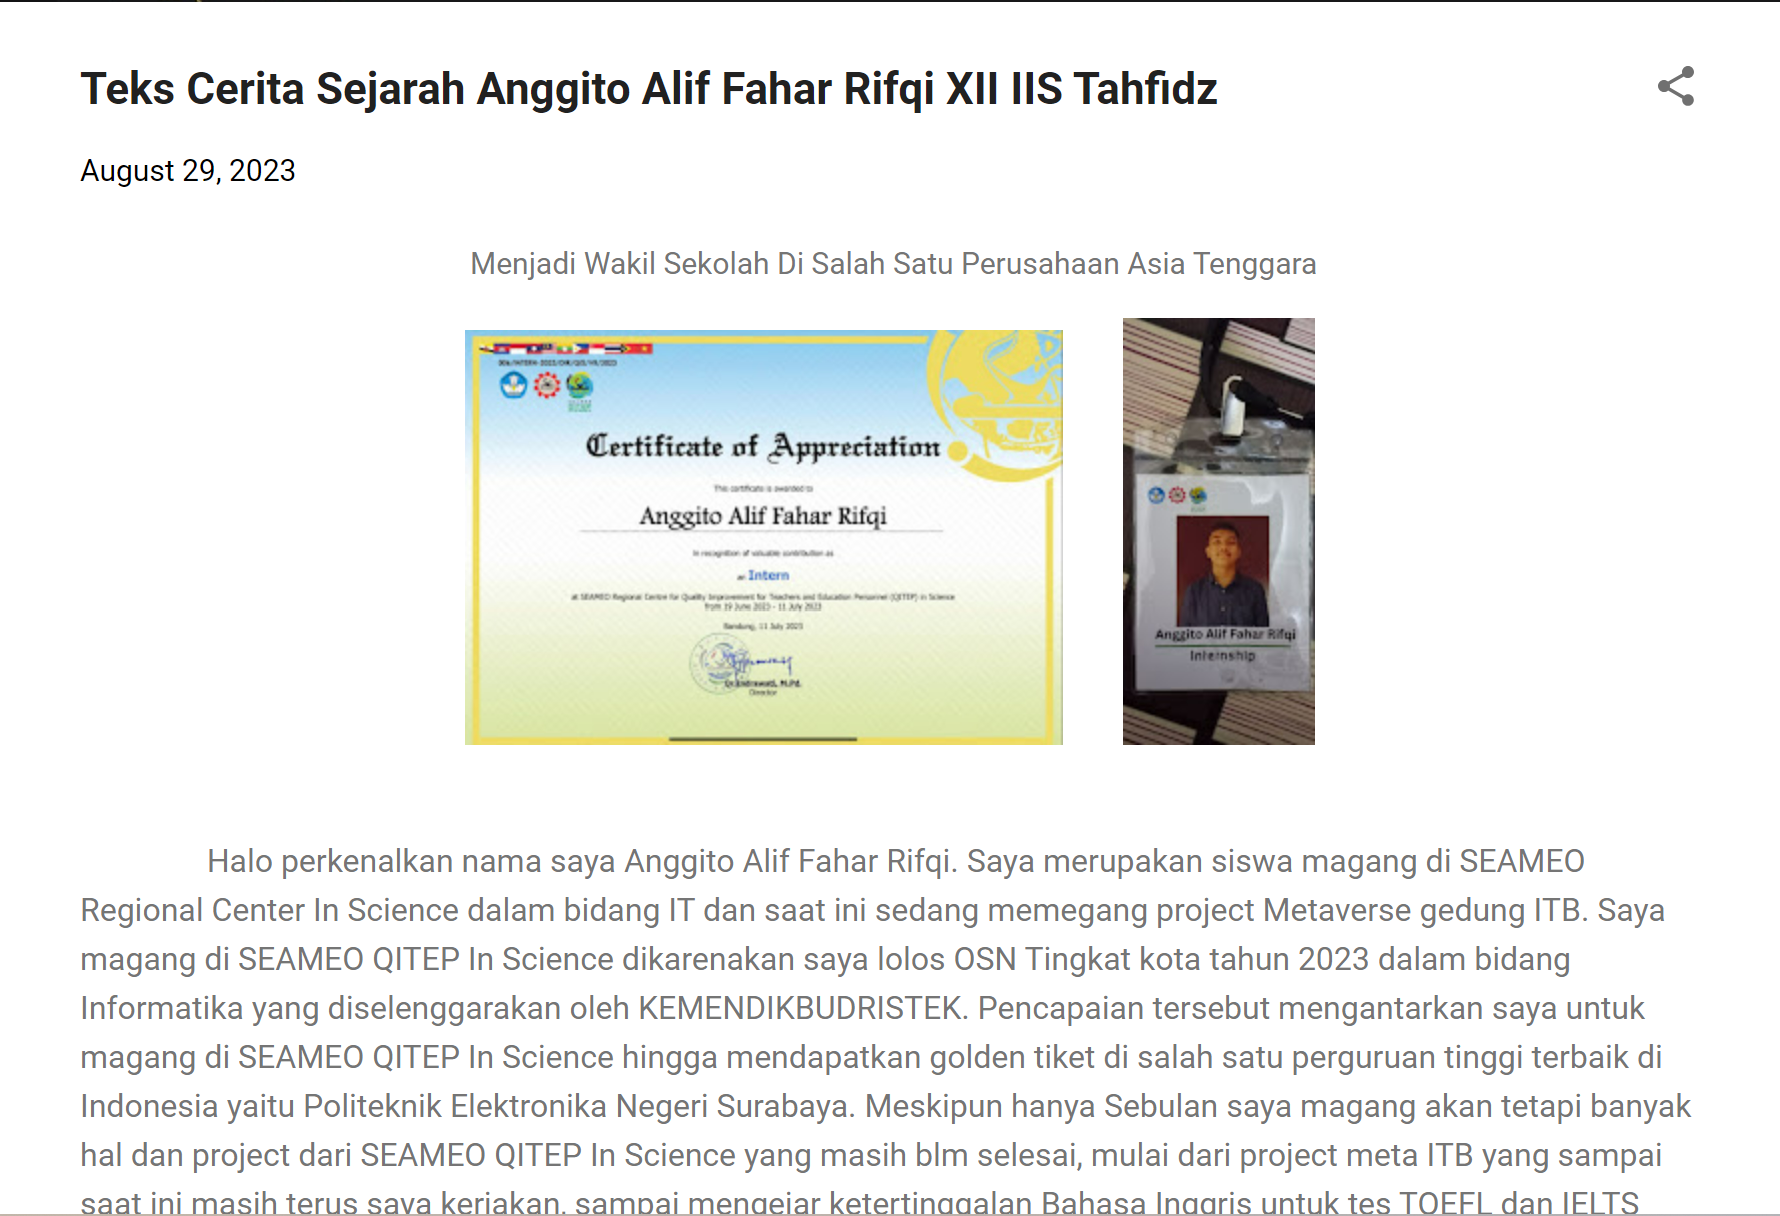 Teks Cerita Sejarah Anggito Alif Fahar Rifqi XII IIS Tahfidz
August 29, 2023
Menjadi Wakil Sekolah Di Salah Satu Perusahaan Asia Tenggara
Certificate of Appreciation
This certificate is awarded to
Anggito Alif Fahar Rifqi
In recognition of valuable contribution as
an Intern
at SEAMEO Regional Centre for Quality Improvement for Teachers and Education Personnel (QITEP) in Science
from 19 June 2023 - 11 July 2023
Bandung, 11 July 2023
Director
Anggito Alif Fahar Rifqi
Internship
Halo perkenalkan nama saya Anggito Alif Fahar Rifqi. Saya merupakan siswa magang di SEAMEO
Regional Center In Science dalam bidang IT dan saat ini sedang memegang project Metaverse gedung ITB. Saya
magang di SEAMEO QITEP In Science dikarenakan saya lolos OSN Tingkat kota tahun 2023 dalam bidang
Informatika yang diselenggarakan oleh KEMENDIKBUDRISTEK. Pencapaian tersebut mengantarkan saya untuk
magang di SEAMEO QITEP In Science hingga mendapatkan golden tiket di salah satu perguruan tinggi terbaik di
Indonesia yaitu Politeknik Elektronika Negeri Surabaya. Meskipun hanya Sebulan saya magang akan tetapi banyak
hal dan project dari SEAMEO QITEP In Science yang masih blm selesai, mulai dari project meta ITB yang sampai
saat ini masih terus saya kerjakan, sampai mengejar ketertinggalan Bahasa Inggris untuk tes TOEFL dan IELTS